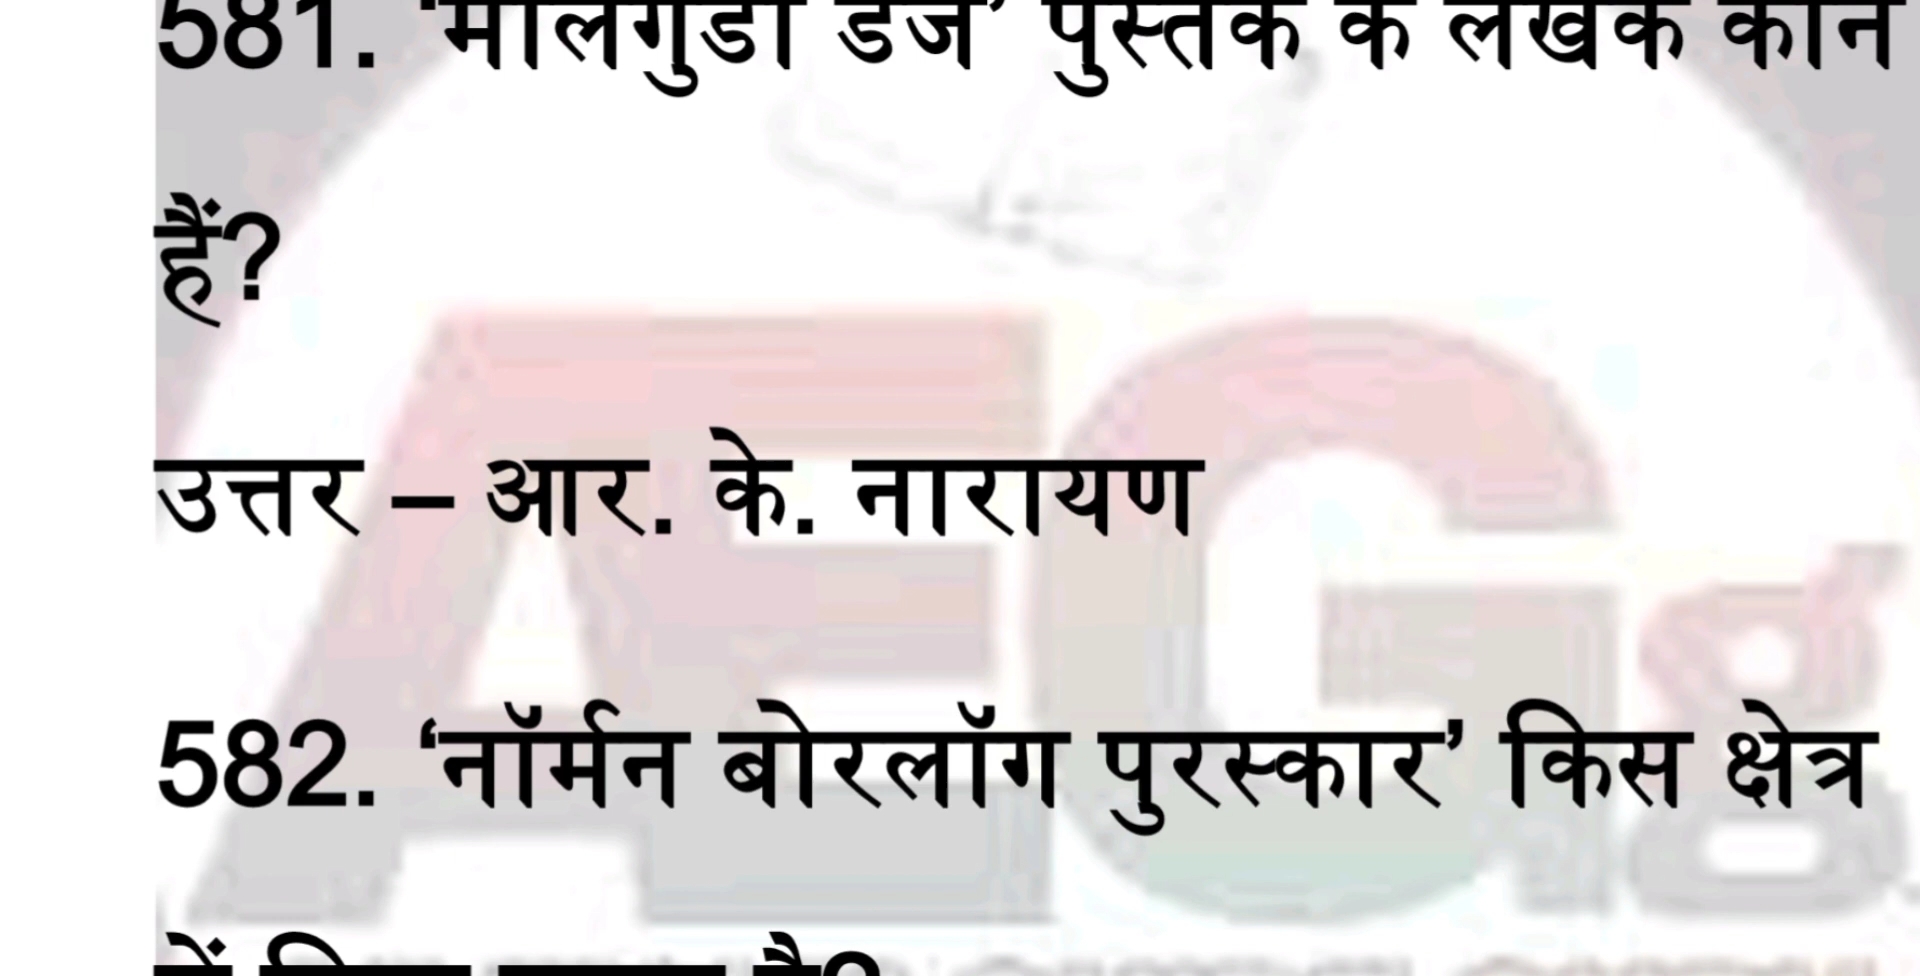 581. ‘मालगुडी डेज’ पुस्तक के लेखक कौन
हैं?
उत्तर – आर. के. नारायण
582. ‘नॉर्मन बोरलॉग पुरस्कार’ किस क्षेत्र